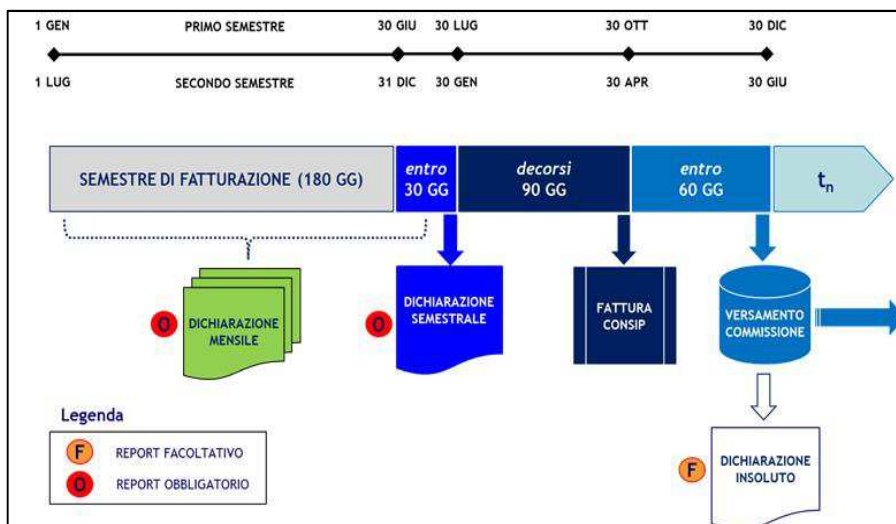 1 GEN PRIMO SEMESTRE 30 GIU 30 LUG 30 OTT 30 DIC
1 LUG SECONDO SEMESTRE 31 DIC 30 GEN 30 APR 30 GIU
SEMESTRE DI FATTURAZIONE (180 GG)
entro
30 GG
decorsi
90 GG
entro
60 GG
tn
O
DICHIARAZIONE
MENSILE
O
DICHIARAZIONE
SEMESTRALE
FATTURA
CONSIP
VERSAMENTO
COMMISSIONE
Legenda
F REPORT FACOLTATIVO
O REPORT OBBLIGATORIO
F
DICHIARAZIONE
INSOLUTO